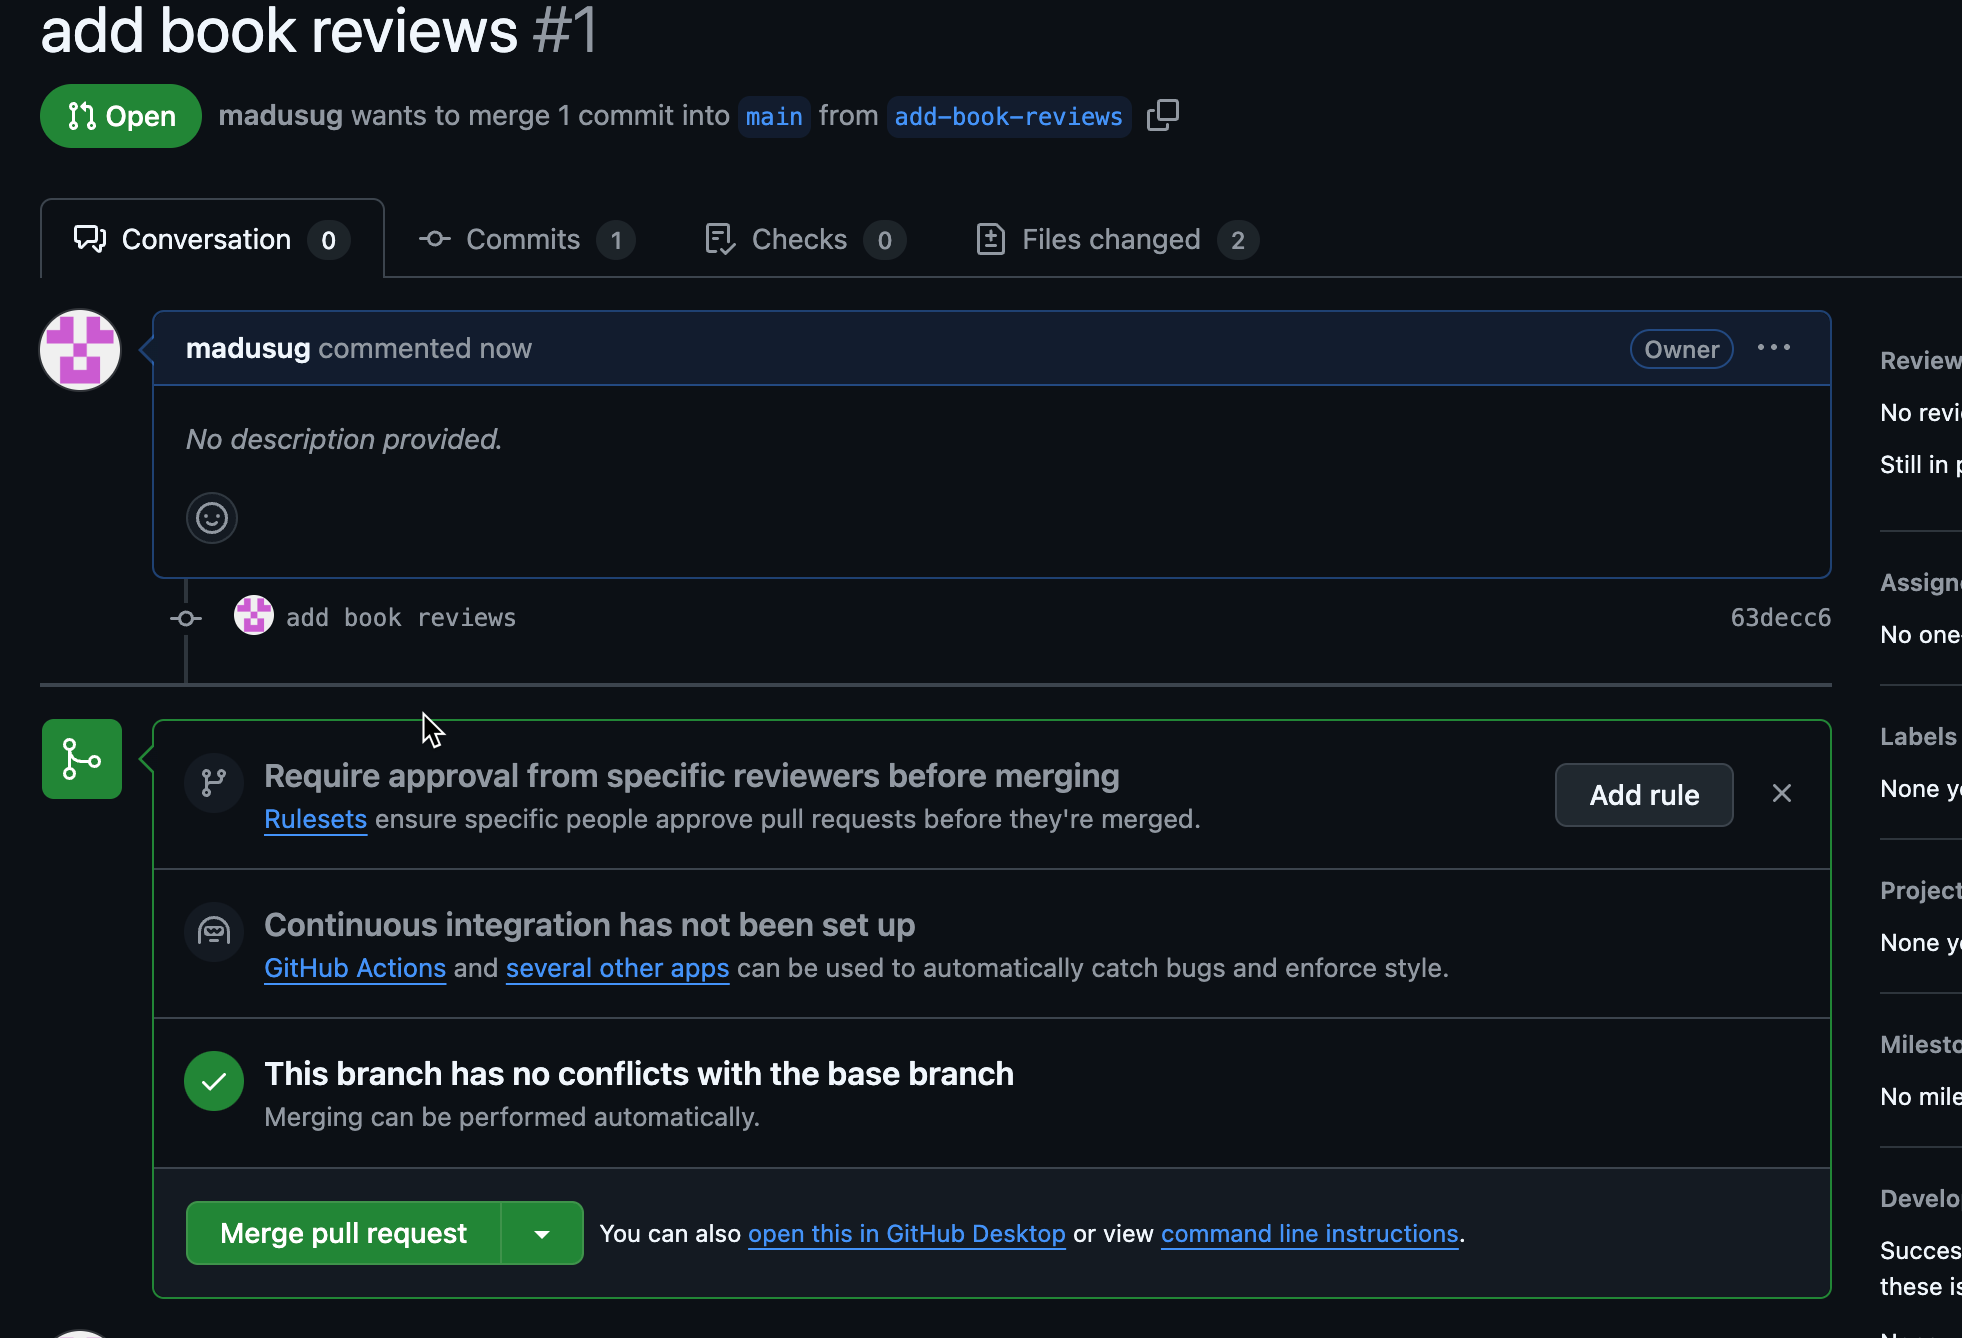 add book reviews #1
Open madusug wants to merge 1 commit into main from add-book-reviews
Conversation 0 Commits 1 Checks 0 Files changed 2
madusug commented now Owner
No description provided.
add book reviews 63decc6
Require approval from specific reviewers before merging
Rulesets ensure specific people approve pull requests before they're merged.
Add rule
Continuous integration has not been set up
GitHub Actions and several other apps can be used to automatically catch bugs and enforce style.
This branch has no conflicts with the base branch
Merging can be performed automatically.
Merge pull request You can also open this in GitHub Desktop or view command line instructions.
Review
No revi
Still in
Assign
No one
Labels
None y
Project
None y
Milest
No mile
Develo
Succes
these is